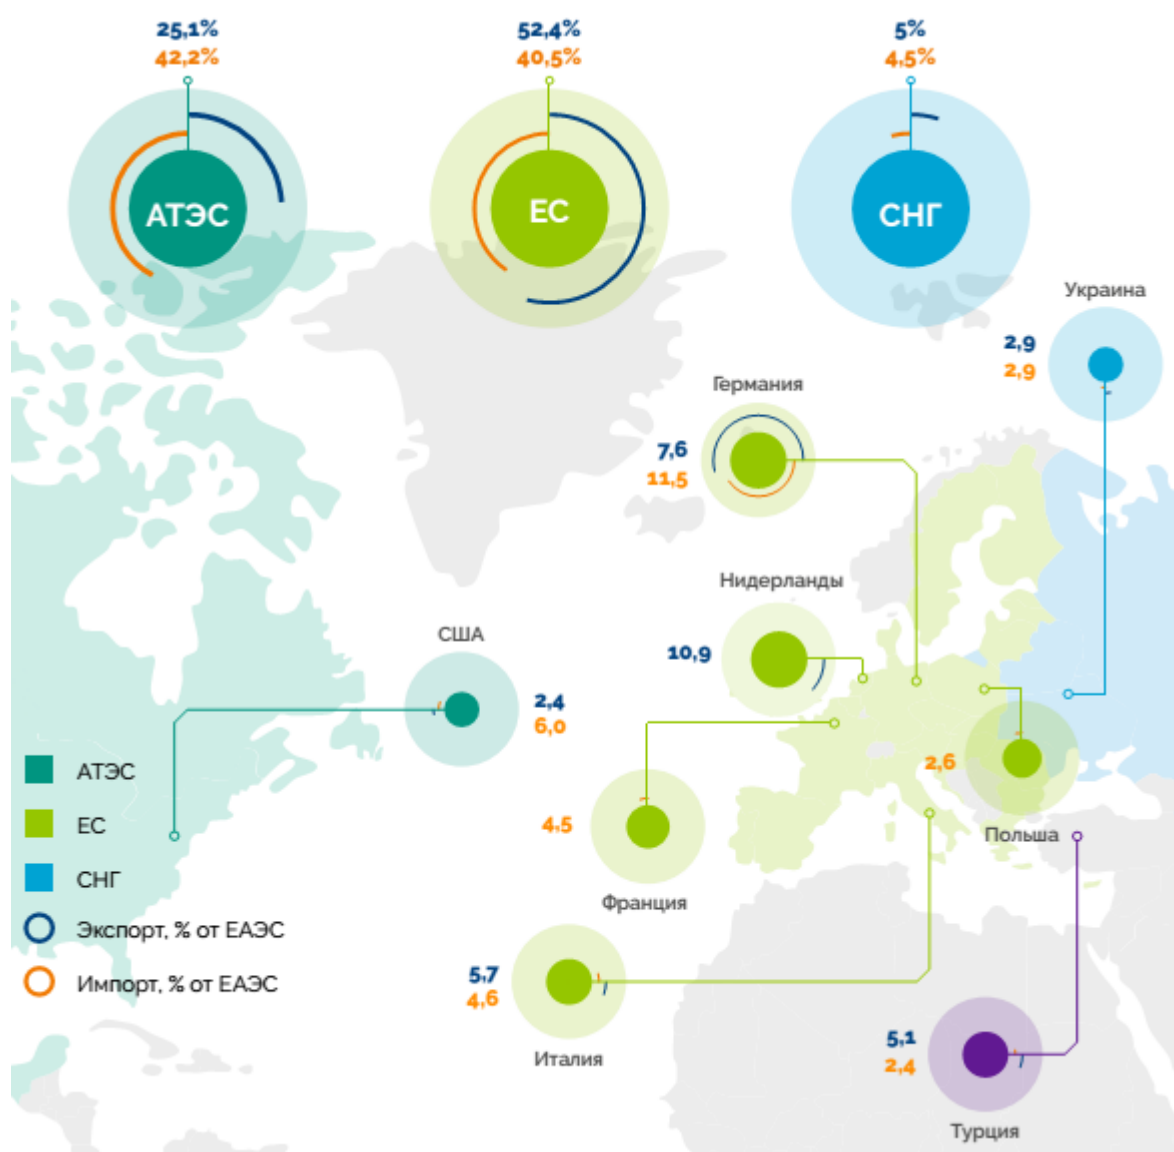 25,1%
42,2%
52,4%
40,5%
5%
4,5%
АТЭС
ЕС
СНГ
Украина
2,9
2,9
Германия
7,6
11,5
Нидерланды
10,9
США
2,4
6,0
АТЭС
ЕС
СНГ
Экспорт, % от ЕАЭС
Импорт, % от ЕАЭС
2,6
Польша
4,5
Франция
5,7
4,6
Италия
5,1
2,4
Турция